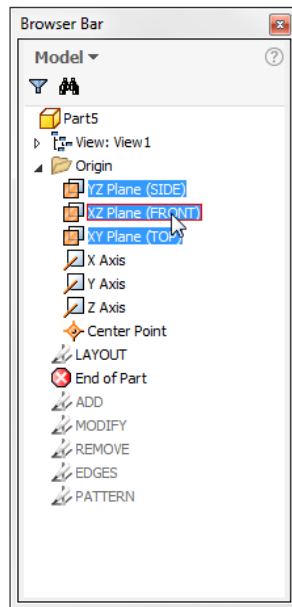 Browser Bar
Model
Part5
View: View1
Origin
YZ Plane (SIDE)
XZ Plane (FRONT)
XY Plane (TOP)
X Axis
Y Axis
Z Axis
Center Point
LAYOUT
End of Part
ADD
MODIFY
REMOVE
EDGES
PATTERN